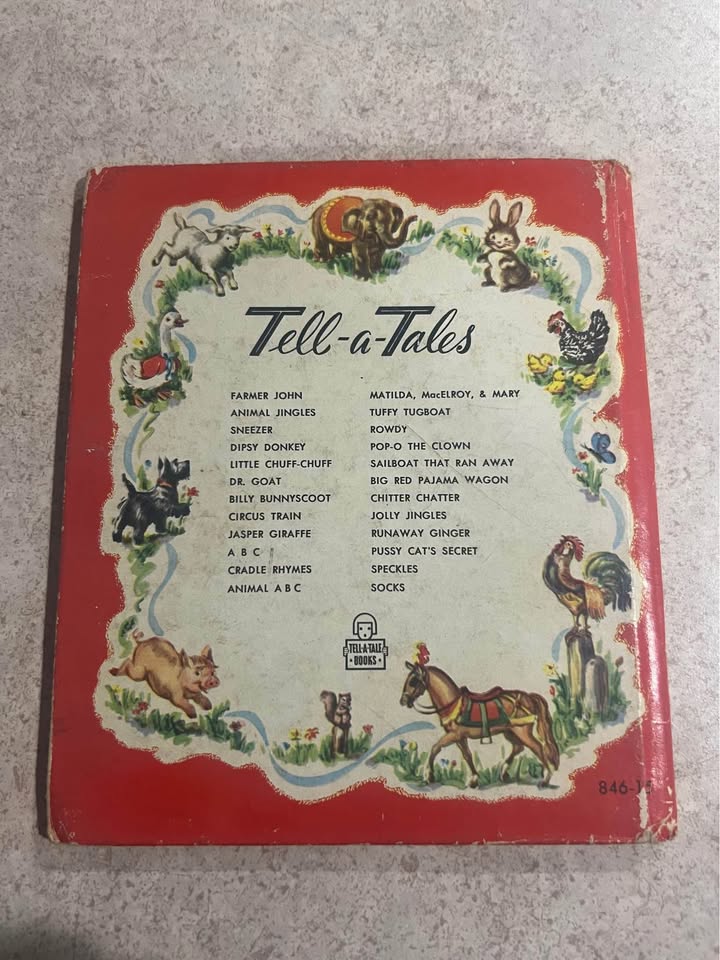 Tell-a-Tales
FARMER JOHN
ANIMAL JINGLES
SNEEZER
DIPSY DONKEY
LITTLE CHUFF-CHUFF
DR. GOAT
BILLY BUNNYSCOOT
CIRCUS TRAIN
JASPER GIRAFFE
A B C
CRADLE RHYMES
ANIMAL A B C
MATILDA, MacELROY, & MARY
TUFFY TUGBOAT
ROWDY
POP-O THE CLOWN
SAILBOAT THAT RAN AWAY
BIG RED PAJAMA WAGON
CHITTER CHATTER
JOLLY JINGLES
RUNAWAY GINGER
PUSSY CAT'S SECRET
SPECKLES
SOCKS
TELL-A-TALE
• BOOKS •
846-15